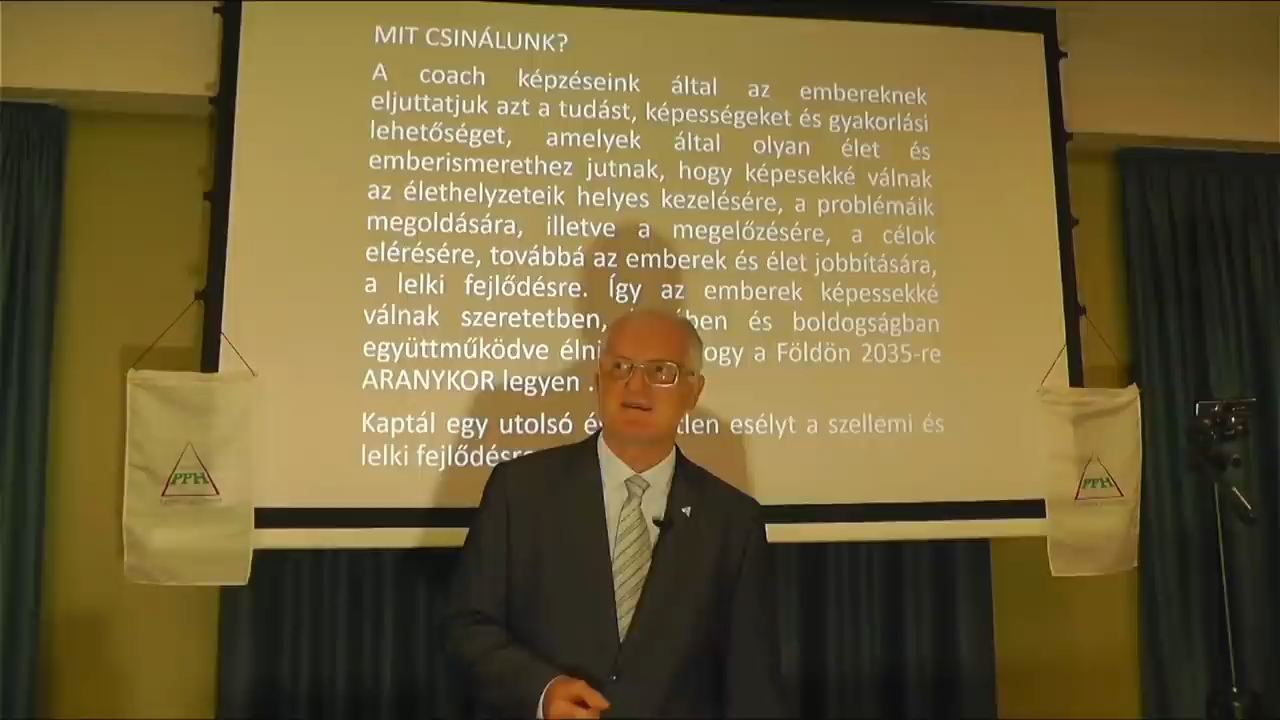 MIT CSINÁLUNK?
A coach képzéseink által az embereknek
eljuttatjuk azt a tudást, képességeket és gyakorlási
lehetőséget, amelyek által olyan élet és
emberismerethez jutnak, hogy képesekké válnak
az élethelyzeteik helyes kezelésére, a problémáik
megoldására, illetve a megelőzésére, a célok
elérésére, továbbá az emberek és élet jobbítására,
a lelki fejlődésre. Így az emberek képessekké
válnak szeretetben, és boldogságban
együttműködve a Földön 2035-re
ARANYKOR legyen .
Kaptál egy utolsó esélyt a szellemi és
lelki
PPH
PPH